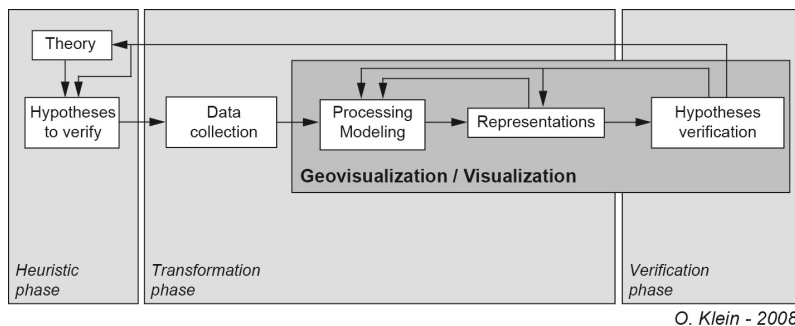 Theory
Hypotheses
to verify
Data
collection
Processing
Modeling
Representations
Hypotheses
verification
Geovisualization / Visualization
Heuristic
phase
Transformation
phase
Verification
phase
O. Klein - 2008